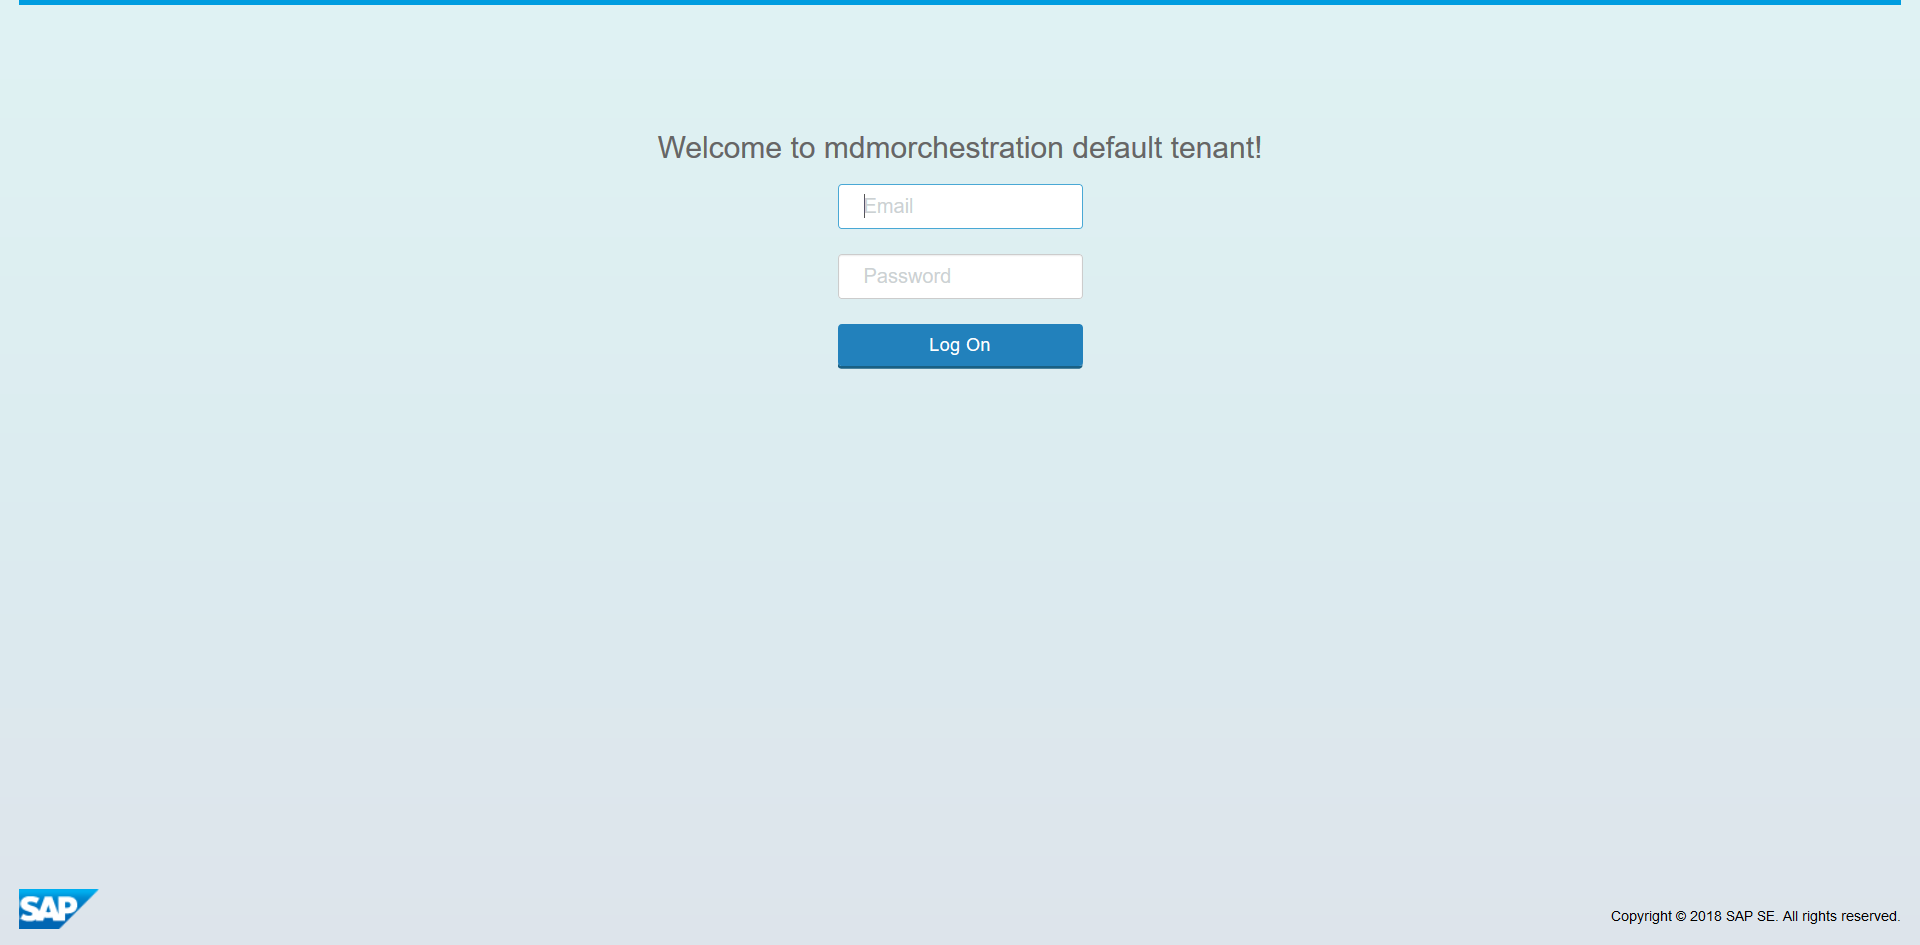 Welcome to mdmorchestration default tenant!
Email
Password
Log On
SAP
Copyright © 2018 SAP SE. All rights reserved.